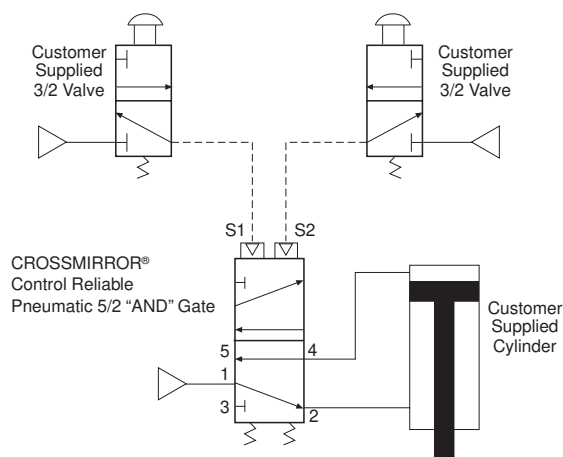 Customer
Supplied
3/2 Valve
Customer
Supplied
3/2 Valve
S1
S2
CROSSMIRROR®
Control Reliable
Pneumatic 5/2 “AND” Gate
5
4
1
3
2
Customer
Supplied
Cylinder